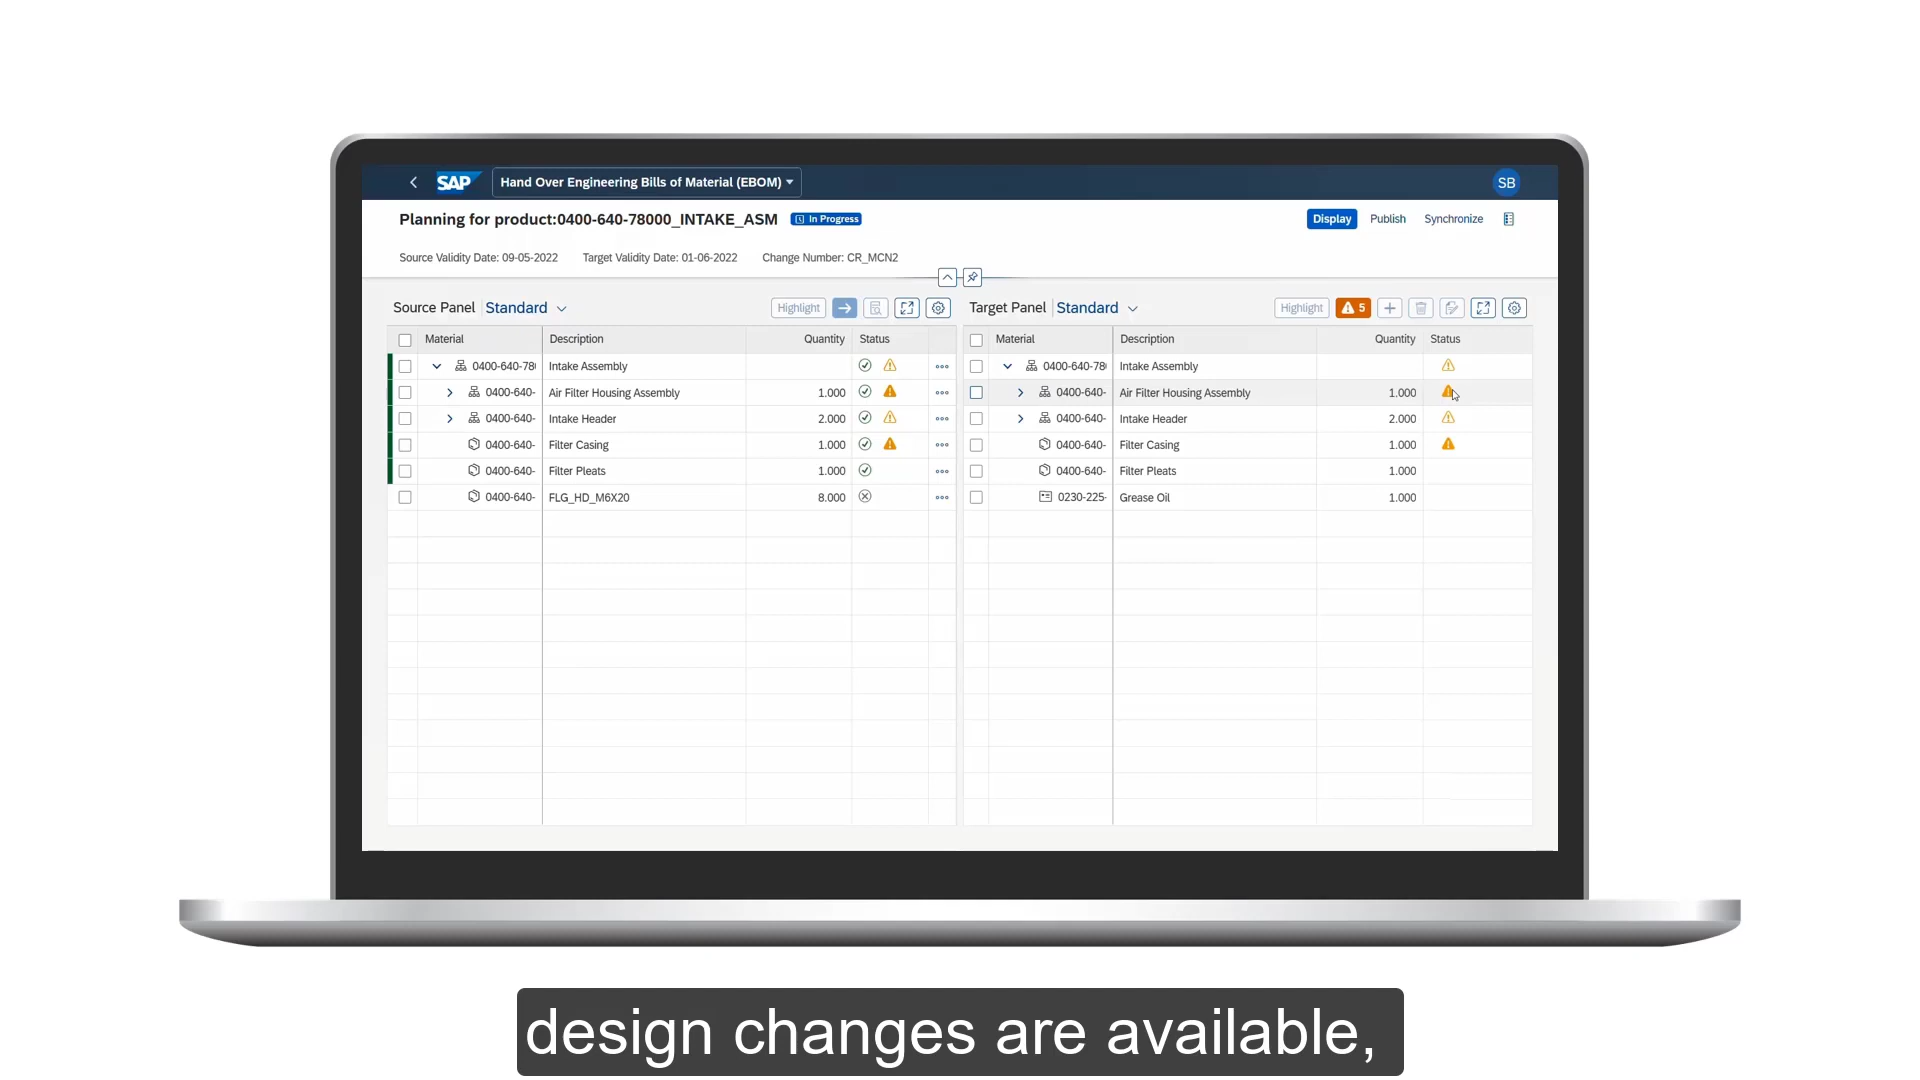 SAP Hand Over Engineering Bills of Material (EBOM) SB
Planning for product:0400-640-78000_INTAKE_ASM In Progress Display Publish Synchronize
Source Validity Date: 09-05-2022 Target Validity Date: 01-06-2022 Change Number: CR_MCN2
Source Panel Standard Highlight
Material Description Quantity Status
0400-640-78 Intake Assembly
0400-640- Air Filter Housing Assembly 1.000
0400-640- Intake Header 2.000
0400-640- Filter Casing 1.000
0400-640- Filter Pleats 1.000
0400-640- FLG_HD_M6X20 8.000
Target Panel Standard Highlight 5
Material Description Quantity Status
0400-640-78 Intake Assembly
0400-640- Air Filter Housing Assembly 1.000
0400-640- Intake Header 2.000
0400-640- Filter Casing 1.000
0400-640- Filter Pleats 1.000
0230-225- Grease Oil 1.000
design changes are available,